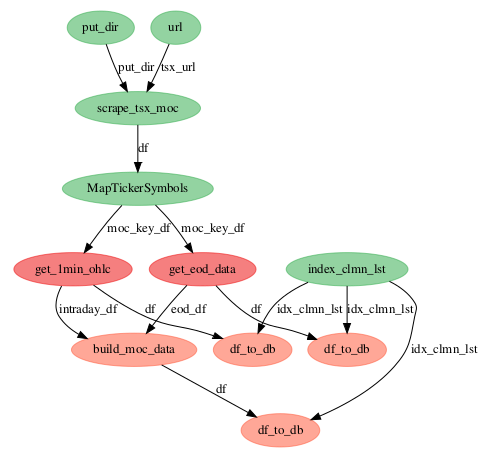 put_dir
url
put_dir
tsx_url
scrape_tsx_moc
df
MapTickerSymbols
moc_key_df
moc_key_df
get_1min_ohlc
get_eod_data
index_clmn_lst
intraday_df
df
eod_df
df
idx_clmn_lst
idx_clmn_lst
idx_clmn_lst
build_moc_data
df_to_db
df_to_db
df
df_to_db